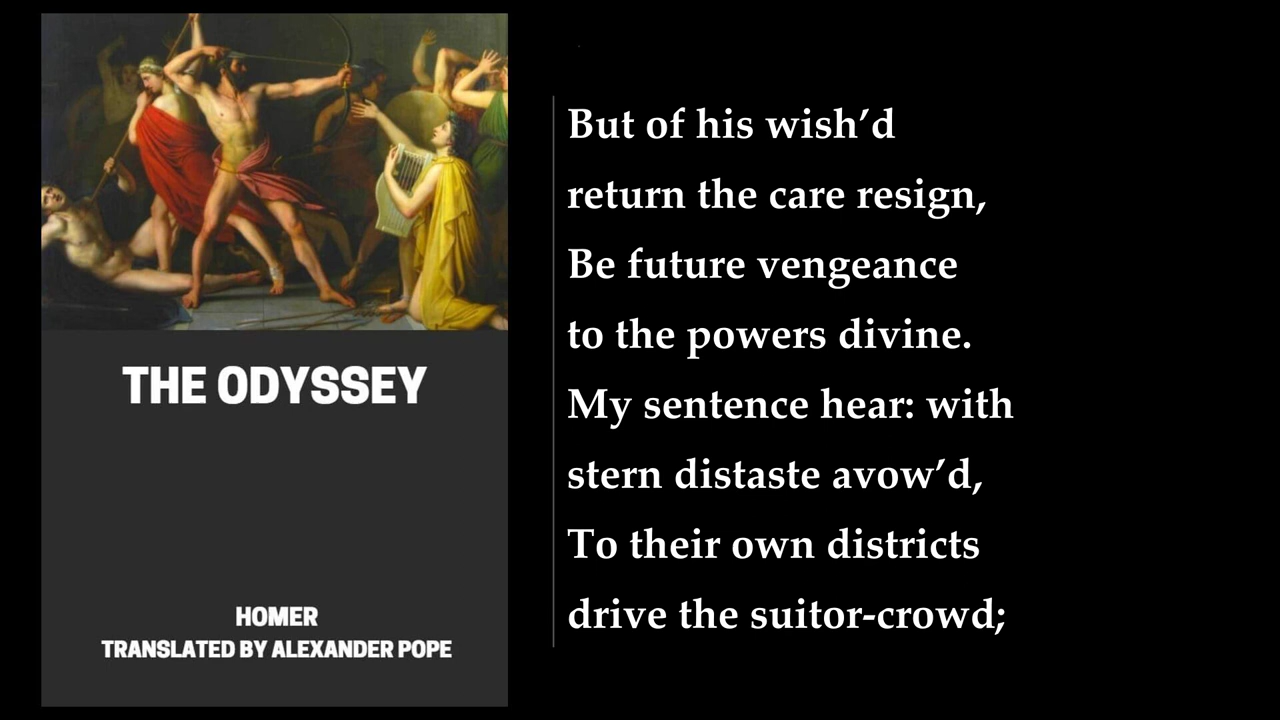 THE ODYSSEY
HOMER
TRANSLATED BY ALEXANDER POPE
But of his wish’d
return the care resign,
Be future vengeance
to the powers divine.
My sentence hear: with
stern distaste avow’d,
To their own districts
drive the suitor-crowd;